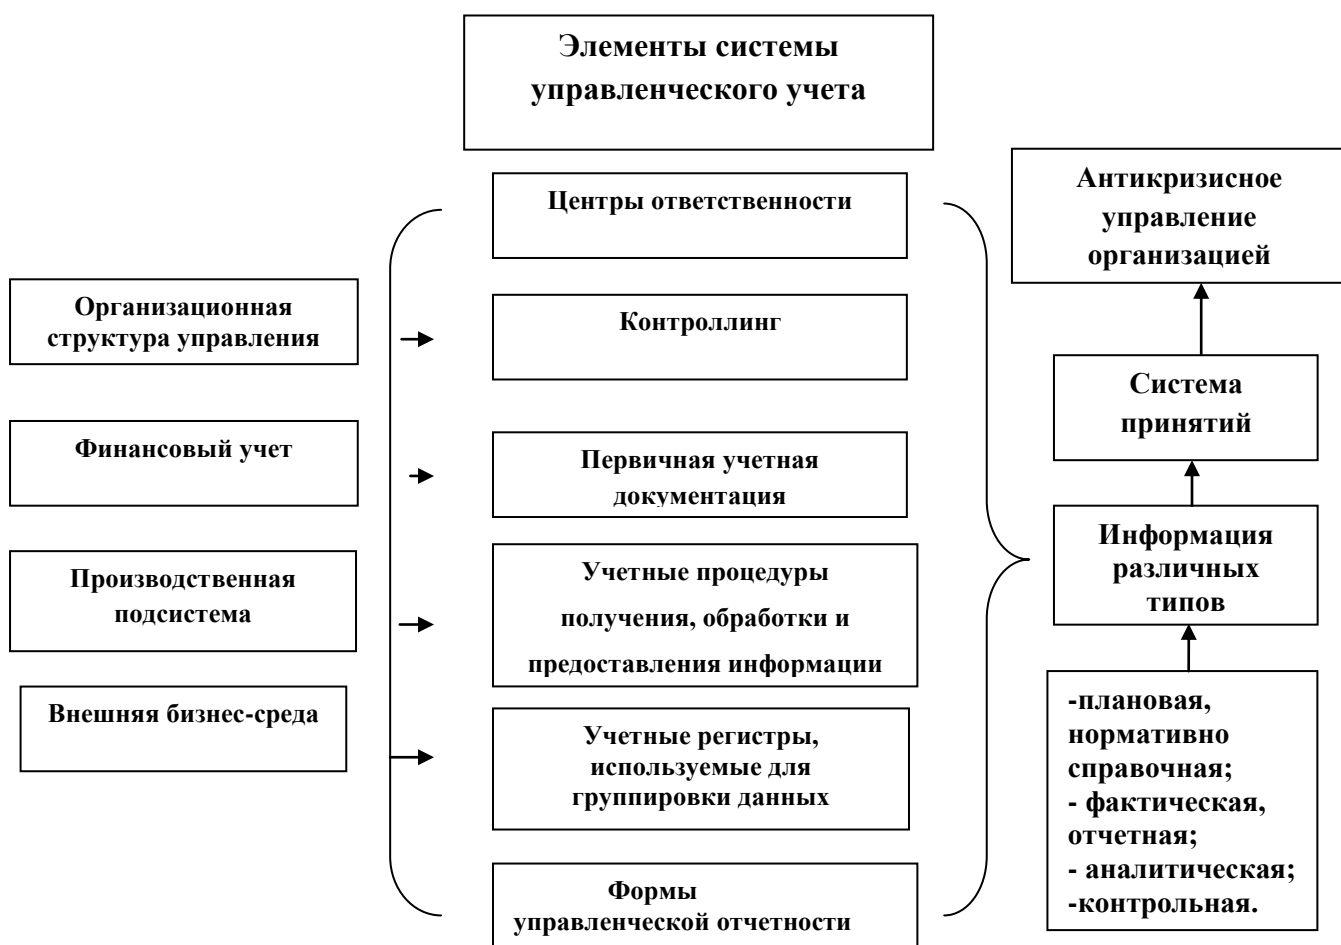 Элементы системы
управленческого учета
Организационная
структура управления
Финансовый учет
Производственная
подсистема
Внешняя бизнес-среда
Центры ответственности
Контроллинг
Первичная учетная
документация
Учетные процедуры
получения, обработки и
предоставления информации
Учетные регистры,
используемые для
группировки данных
Формы
управленческой отчетности
Антикризисное
управление
организацией
Система
принятий
Информация
различных
типов
-плановая,
нормативно
справочная;
- фактическая,
отчетная;
- аналитическая;
-контрольная.